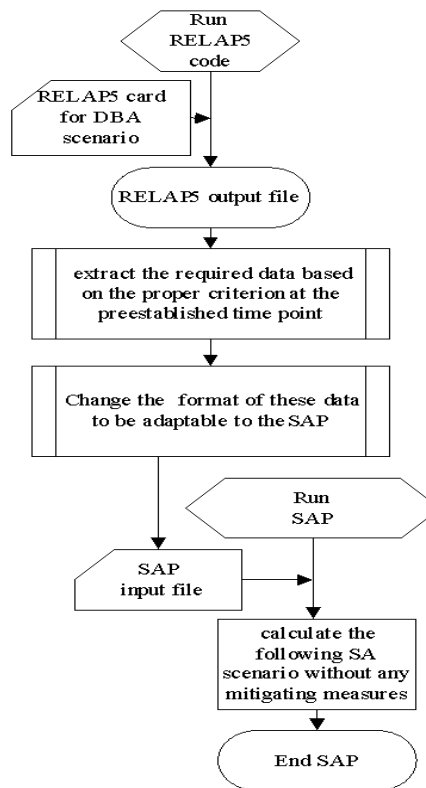 Run
RELAP5
code
RELAP5 card
for DBA
scenario
RELAP5 output file
extract the required data based
on the proper criterion at the
preestablished time point
Change the format of these data
to be adaptable to the SAP
Run
SAP
SAP
input file
calculate the
following SA
scenario without any
mitigating measures
End SAP